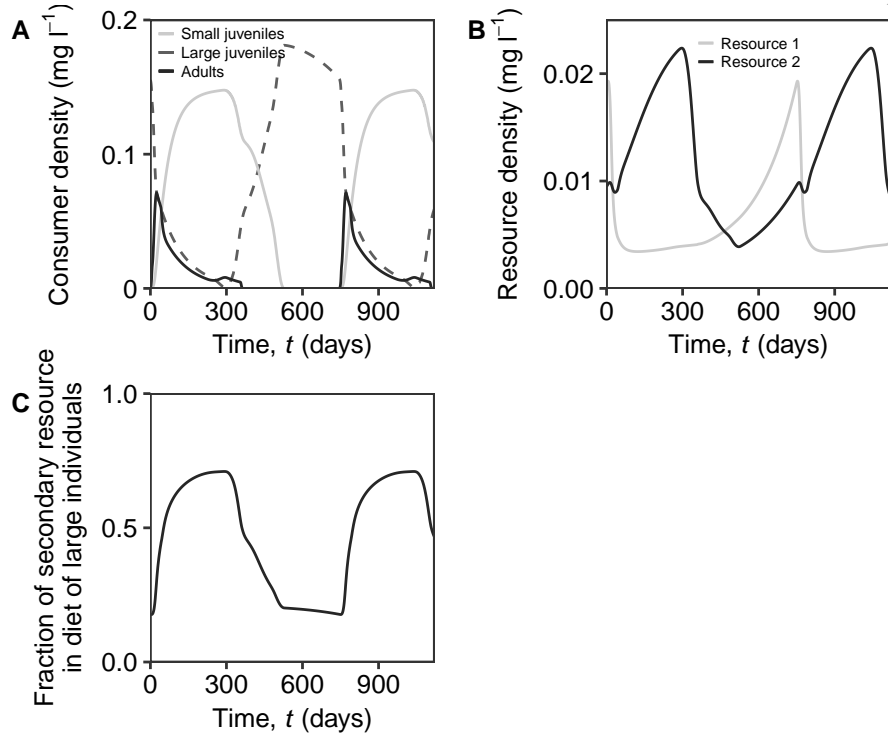 A
Consumer density (mg l⁻¹)
0.2
0.1
0
Small juveniles
Large juveniles
Adults
0
300
600
900
Time, t (days)
B
Resource density (mg l⁻¹)
0.02
0.01
0.00
Resource 1
Resource 2
0
300
600
900
Time, t (days)
C
Fraction of secondary resource
in diet of large individuals
1.0
0.5
0.0
0
300
600
900
Time, t (days)